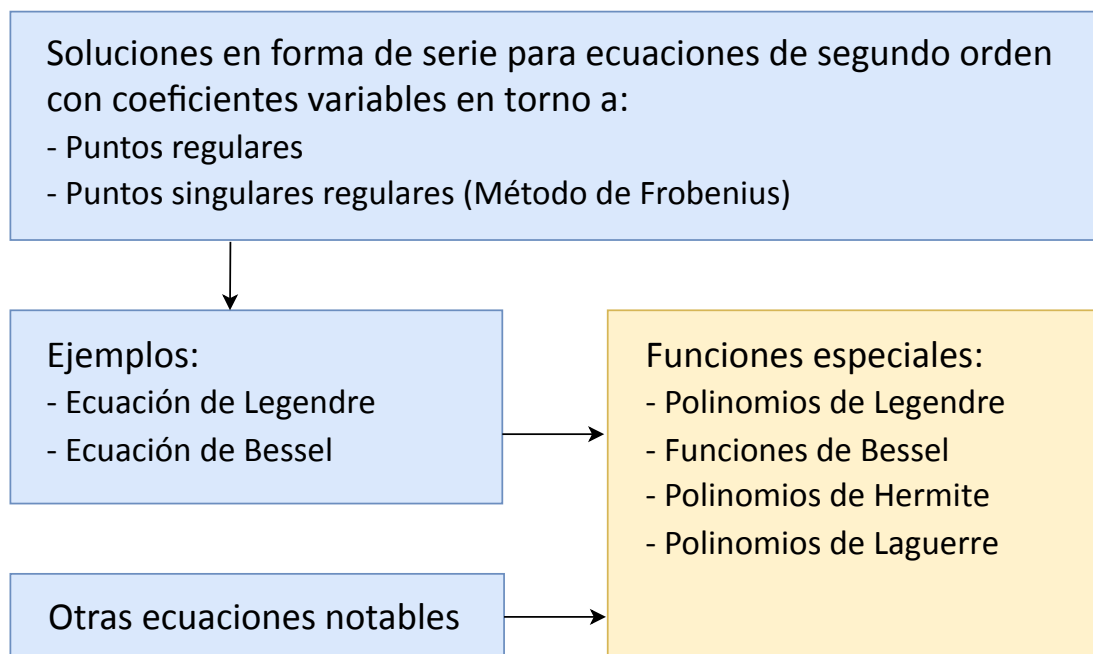 Soluciones en forma de serie para ecuaciones de segundo orden
con coeficientes variables en torno a:
- Puntos regulares
- Puntos singulares regulares (Método de Frobenius)
Ejemplos:
- Ecuación de Legendre
- Ecuación de Bessel
Funciones especiales:
- Polinomios de Legendre
- Funciones de Bessel
- Polinomios de Hermite
- Polinomios de Laguerre
Otras ecuaciones notables